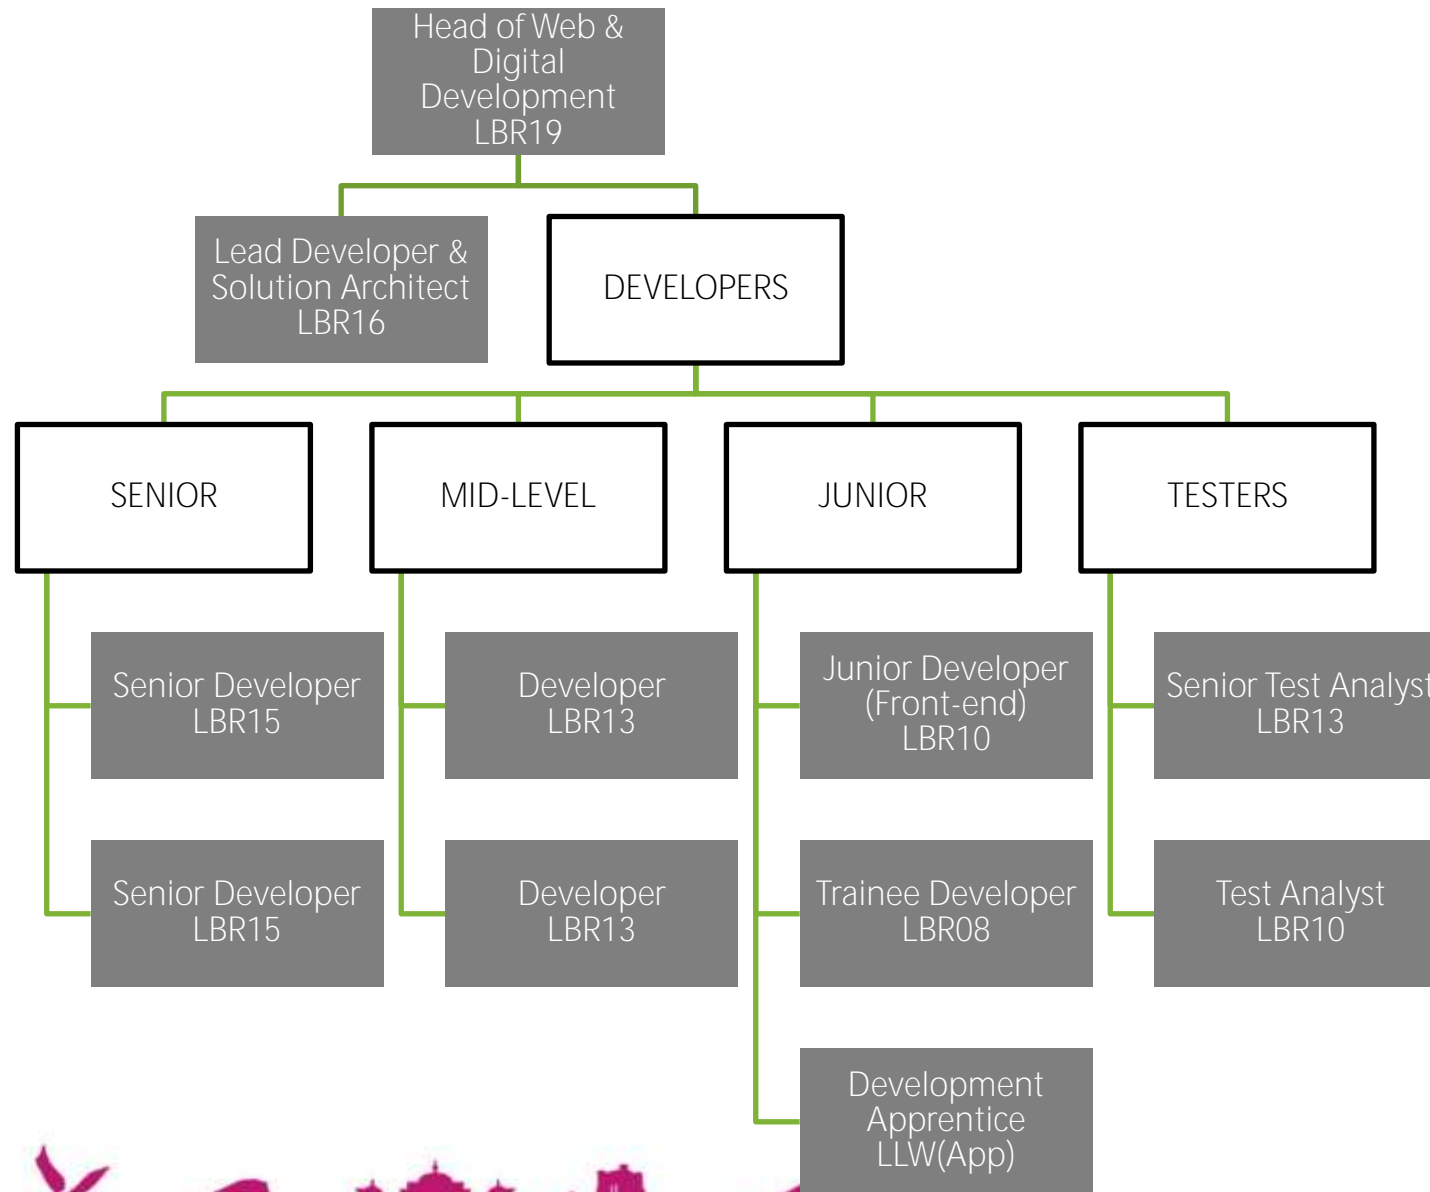 Head of Web &
Digital
Development
LBR19
Lead Developer &
Solution Architect
LBR16
DEVELOPERS
SENIOR
MID-LEVEL
JUNIOR
TESTERS
Senior Developer
LBR15
Developer
LBR13
Junior Developer
(Front-end)
LBR10
Senior Test Analyst
LBR13
Senior Developer
LBR15
Developer
LBR13
Trainee Developer
LBR08
Test Analyst
LBR10
Development
Apprentice
LLW(App)